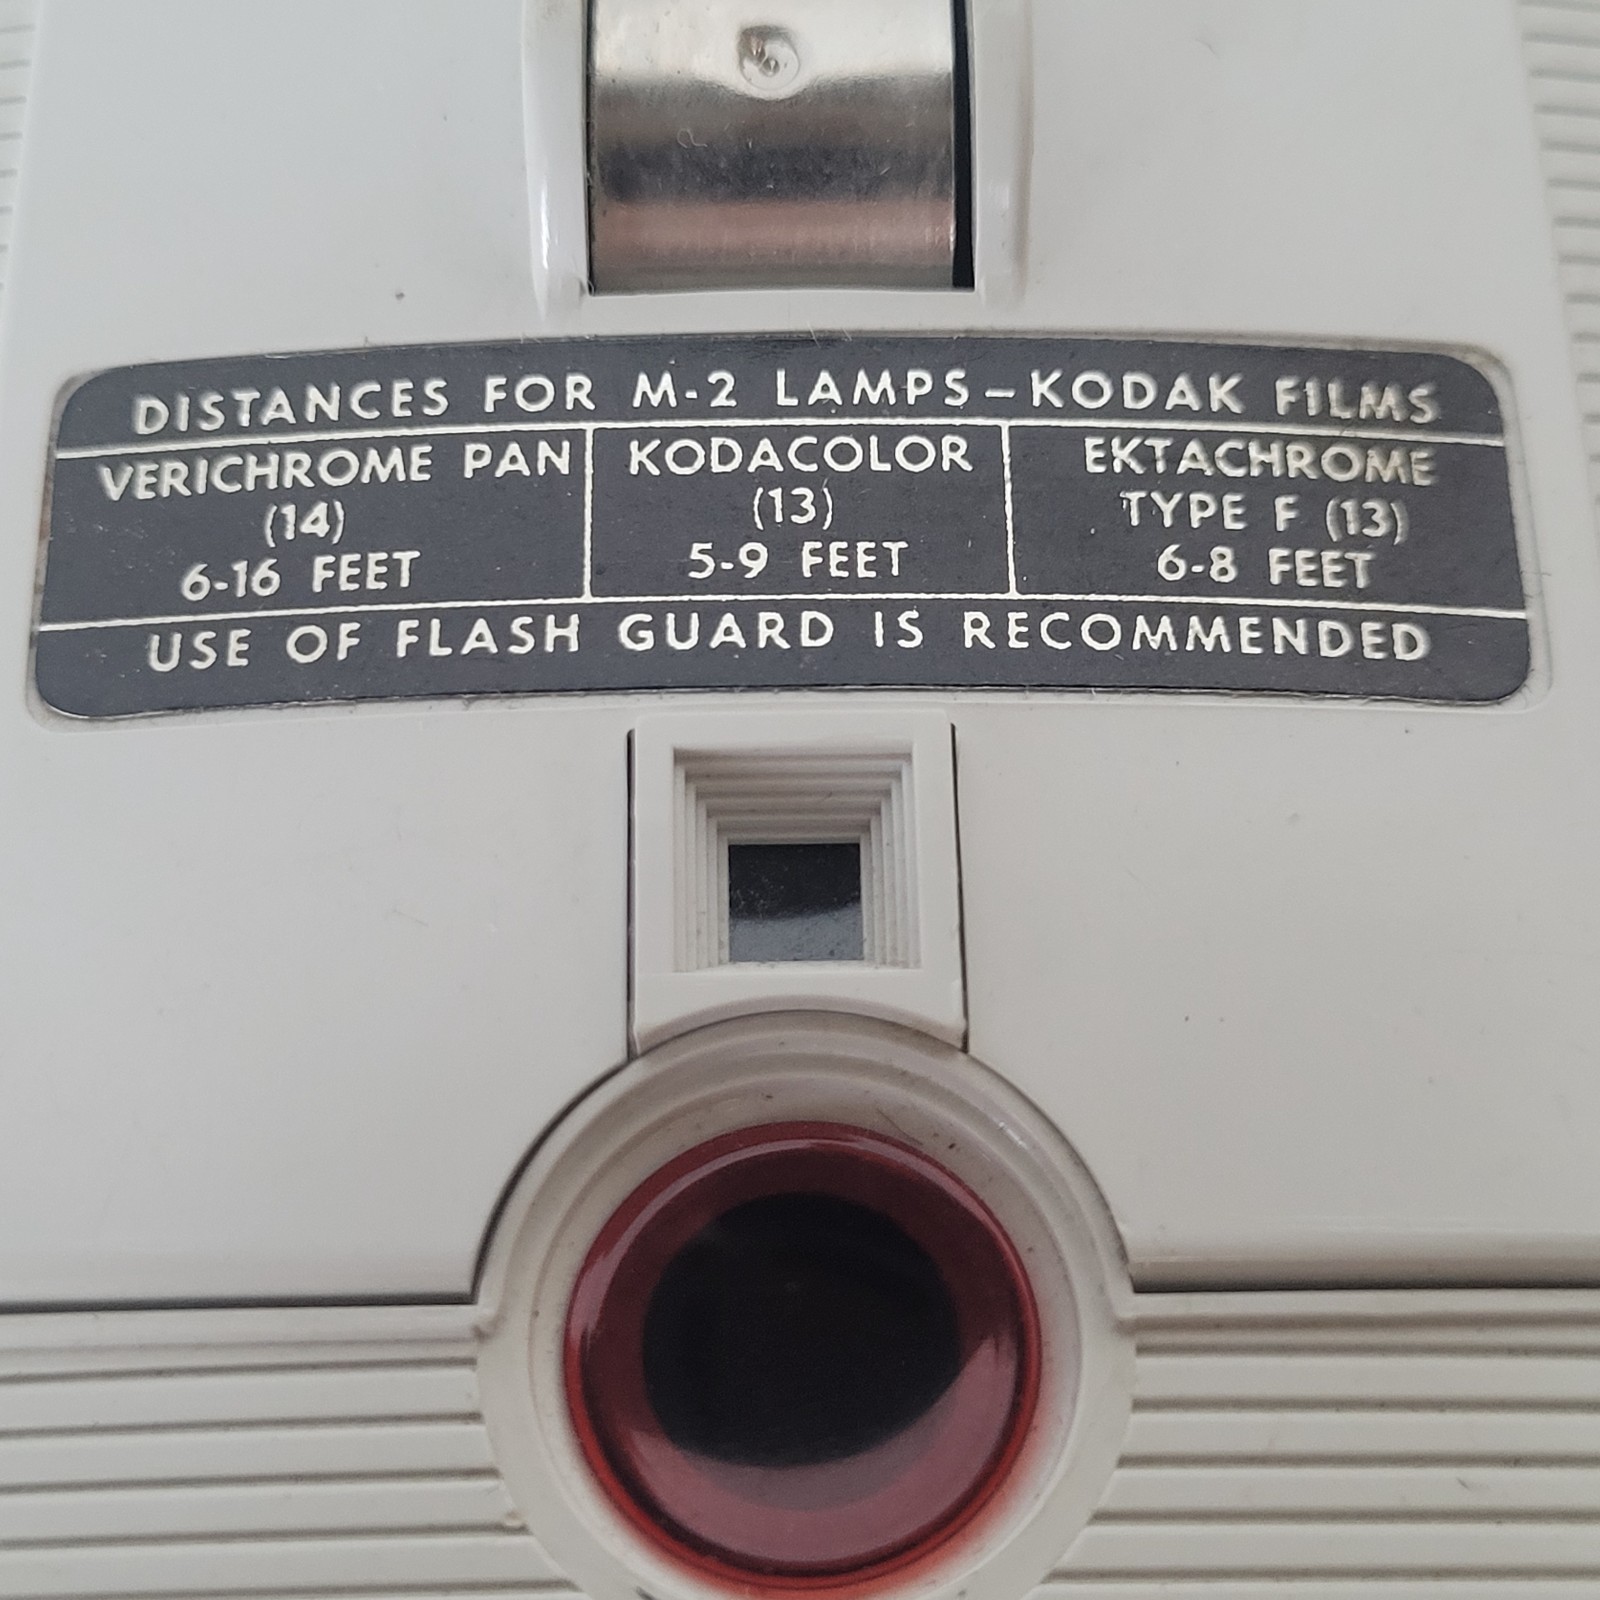 DISTANCES FOR M-2 LAMPS–KODAK FILMS
VERICHROME PAN
(14)
6-16 FEET
KODACOLOR
(13)
5-9 FEET
EKTACHROME
TYPE F (13)
6-8 FEET
USE OF FLASH GUARD IS RECOMMENDED